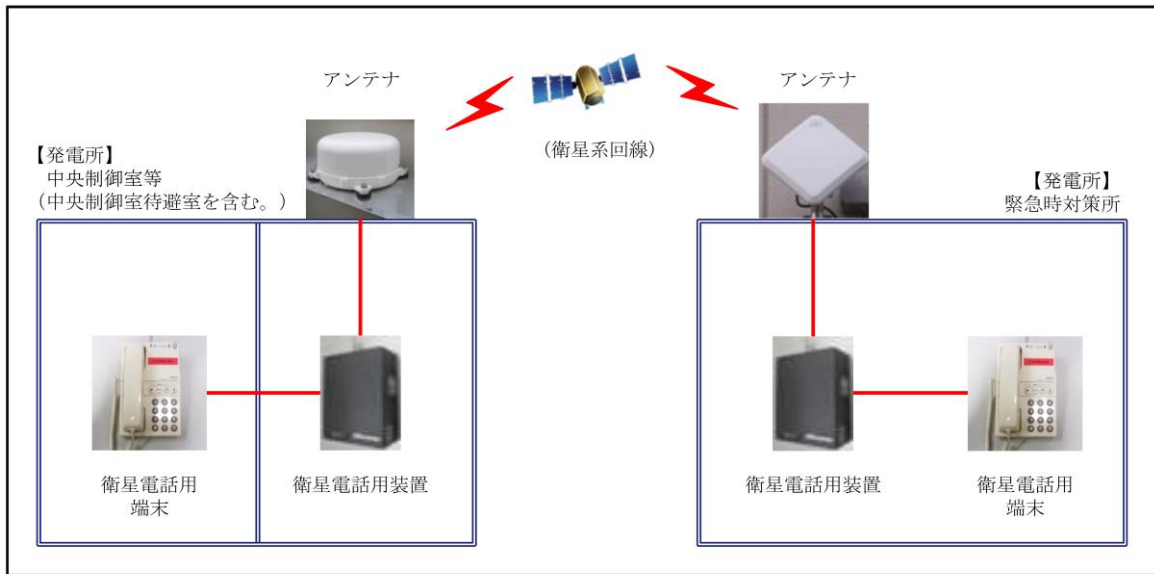 アンテナ
アンテナ
(衛星系回線)
【発電所】
中央制御室等
(中央制御室待避室を含む。)
【発電所】
緊急時対策所
衛星電話用
端末
衛星電話用装置
衛星電話用装置
衛星電話用
端末